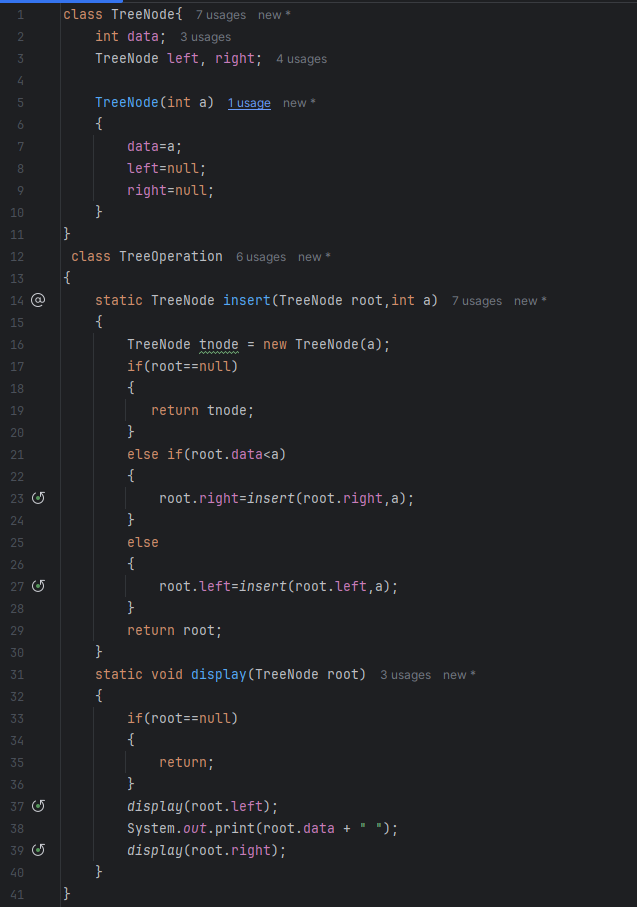 1 class TreeNode{ 7 usages new *
2 int data; 3 usages
3 TreeNode left, right; 4 usages
4
5 TreeNode(int a) 1 usage new *
6 {
7 data=a;
8 left=null;
9 right=null;
10 }
11 }
12 class TreeOperation 6 usages new *
13 {
14 @ static TreeNode insert(TreeNode root,int a) 7 usages new *
15 {
16 TreeNode tnode = new TreeNode(a);
17 if(root==null)
18 {
19 return tnode;
20 }
21 else if(root.data<a)
22 {
23 root.right=insert(root.right,a);
24 }
25 else
26 {
27 root.left=insert(root.left,a);
28 }
29 return root;
30 }
31 static void display(TreeNode root) 3 usages new *
32 {
33 if(root==null)
34 {
35 return;
36 }
37 display(root.left);
38 System.out.print(root.data + " ");
39 display(root.right);
40 }
41 }